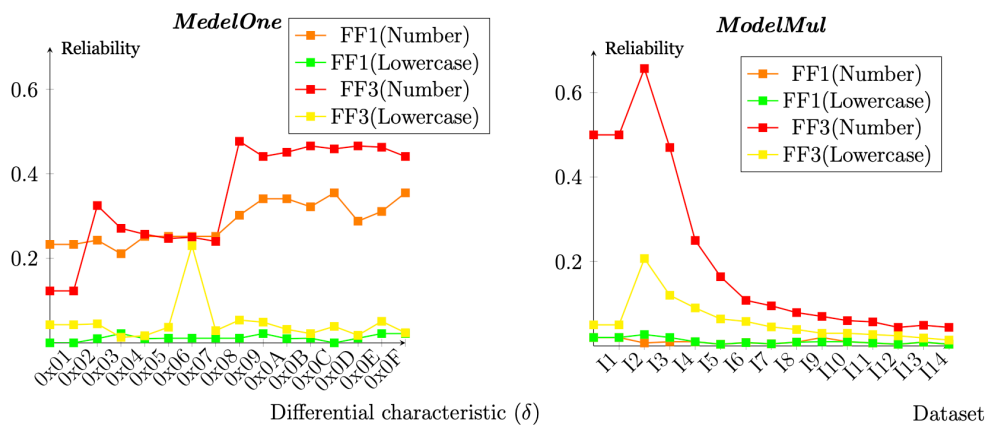 MedelOne
Reliability
FF1(Number)
FF1(Lowercase)
FF3(Number)
FF3(Lowercase)
0.6
0.4
0.2
0x01
0x02
0x03
0x04
0x05
0x06
0x07
0x08
0x09
0x0A
0x0B
0x0C
0x0D
0x0E
0x0F
Differential characteristic (δ)
ModelMul
Reliability
FF1(Number)
FF1(Lowercase)
FF3(Number)
FF3(Lowercase)
0.6
0.4
0.2
I1
I2
I3
I4
I5
I6
I7
I8
I9
I10
I11
I12
I13
I14
Dataset